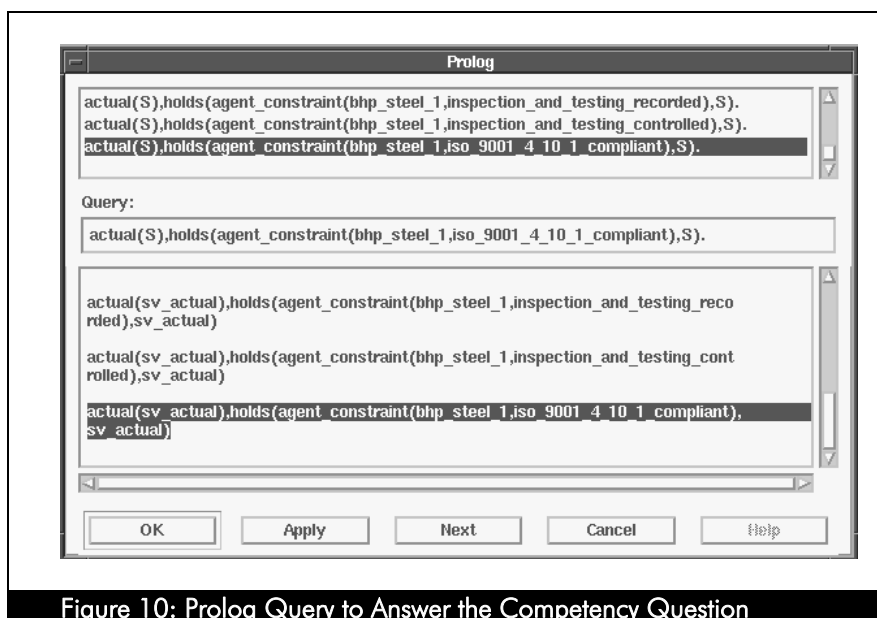 Prolog
actual(S),holds(agent_constraint(bhp_steel_1,inspection_and_testing_recorded),S).
actual(S),holds(agent_constraint(bhp_steel_1,inspection_and_testing_controlled),S).
actual(S),holds(agent_constraint(bhp_steel_1,iso_9001_4_10_1_compliant),S).
Query:
actual(S),holds(agent_constraint(bhp_steel_1,iso_9001_4_10_1_compliant),S).
actual(sv_actual),holds(agent_constraint(bhp_steel_1,inspection_and_testing_reco
rded),sv_actual)
actual(sv_actual),holds(agent_constraint(bhp_steel_1,inspection_and_testing_cont
rolled),sv_actual)
actual(sv_actual),holds(agent_constraint(bhp_steel_1,iso_9001_4_10_1_compliant),
sv_actual)
OK Apply Next Cancel Help
Figure 10: Prolog Query to Answer the Competency Question